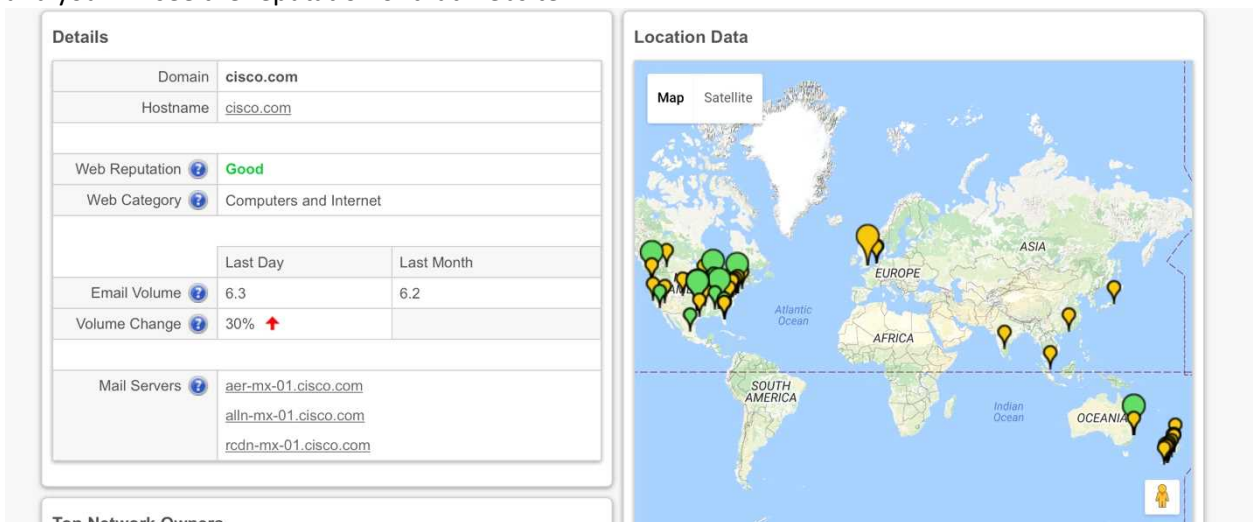 Details
Domain cisco.com
Hostname cisco.com
Web Reputation ? Good
Web Category ? Computers and Internet
Last Day Last Month
Email Volume ? 6.3 6.2
Volume Change ? 30%
Mail Servers ? aer-mx-01.cisco.com
alln-mx-01.cisco.com
rcdn-mx-01.cisco.com
Top Network Owners
Location Data
Map Satellite
ASIA
EUROPE
Atlantic
Ocean
AFRICA
SOUTH
AMERICA
Indian
Ocean
OCEANIA